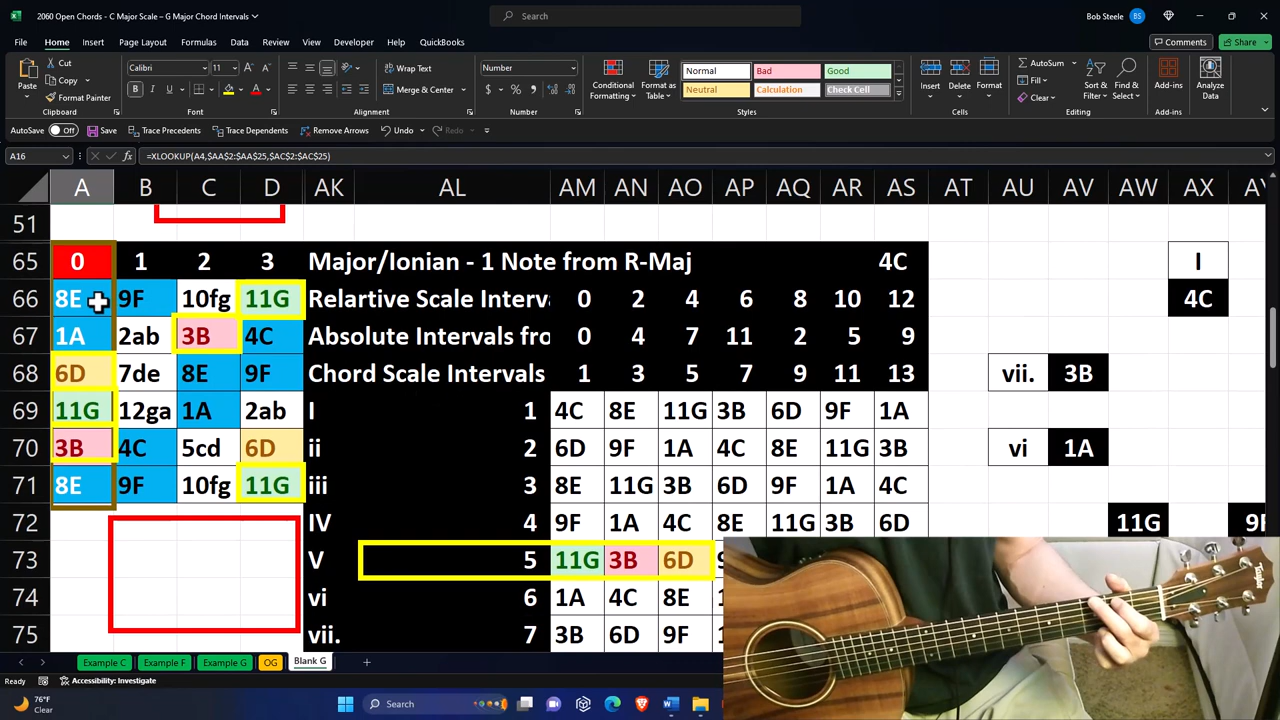 2060 Open Chords - C Major Scale – G Major Chord Intervals
Search
Bob Steele
BS
File Home Insert Page Layout Formulas Data Review View Developer Automate Help QuickBooks
Comments
Share
Paste
Cut
Copy
Format Painter
Clipboard
Calibri
11
B I U
Font
Wrap Text
Merge & Center
Alignment
Number
Number
Conditional Formatting
Format as Table
Normal Bad Good
Neutral Calculation Check Cell
Styles
Insert
Delete
Format
Cells
AutoSum
Fill
Clear
Sort & Filter
Find & Select
Editing
Add-ins
Add-ins
Analyze Data
AutoSave Off Save Trace Precedents Trace Dependents Remove Arrows Undo
A16
fx
=XLOOKUP(A4,$AA$2:$AA$25,$AC$2:$AC$25)
A B C D AK AL AM AN AO AP AQ AR AS AT AU AV AW AX AY
51
65 0 1 2 3 Major/Ionian - 1 Note from R-Maj 4C I
66 8E 9F 10fg 11G Relartive Scale Interv 0 2 4 6 8 10 12 4C
67 1A 2ab 3B 4C Absolute Intervals fro 0 4 7 11 2 5 9
68 6D 7de 8E 9F Chord Scale Intervals 1 3 5 7 9 11 13 vii. 3B
69 11G 12ga 1A 2ab I 1 4C 8E 11G 3B 6D 9F 1A
70 3B 4C 5cd 6D ii 2 6D 9F 1A 4C 8E 11G 3B vi 1A
71 8E 9F 10fg 11G iii 3 8E 11G 3B 6D 9F 1A 4C
72 IV 4 9F 1A 4C 8E 11G 3B 6D 11G 9F
73 V 5 11G 3B 6D
74 vi 6 1A 4C 8E
75 vii. 7 3B 6D 9F
Example C Example F Example G OG Blank G
Ready
Accessibility: Investigate
76°F
Clear
Search
Taylor